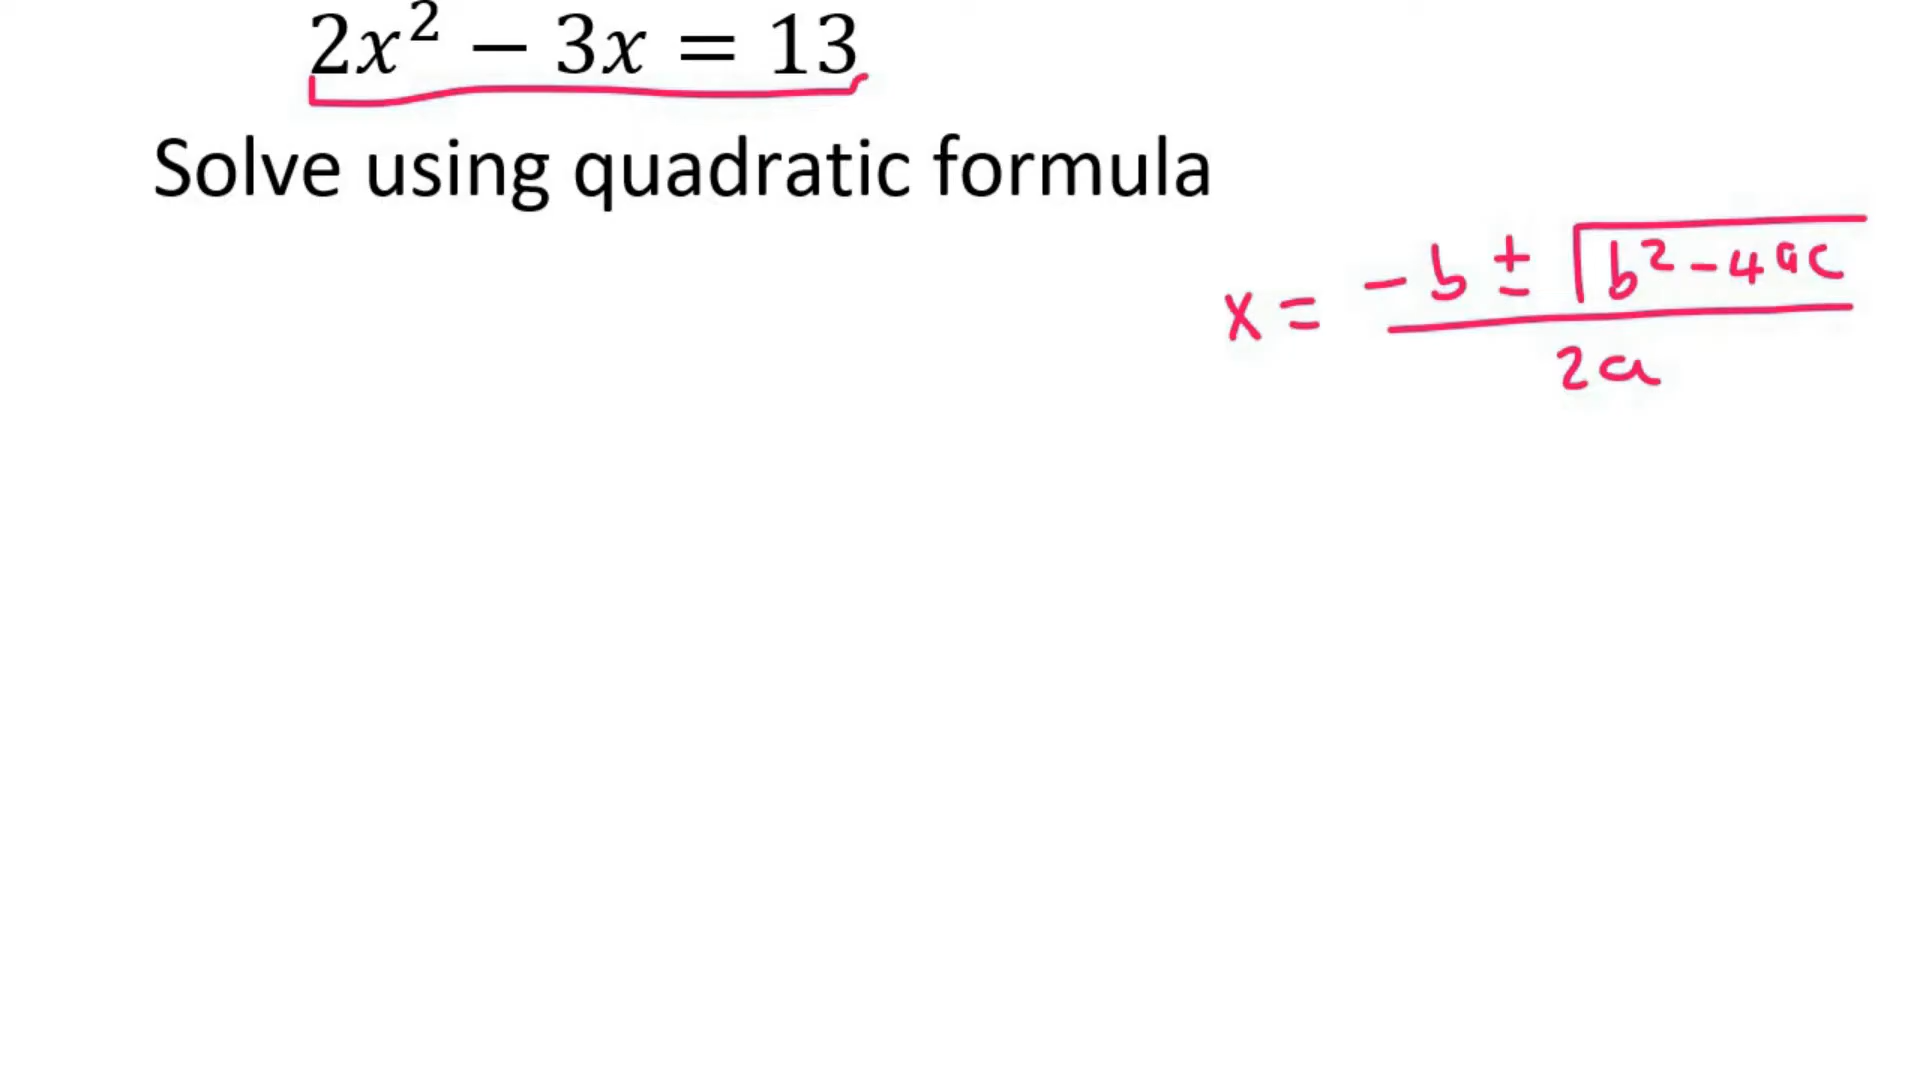 2x² − 3x = 13
Solve using quadratic formula
x = −b ± √b² − 4ac / 2a